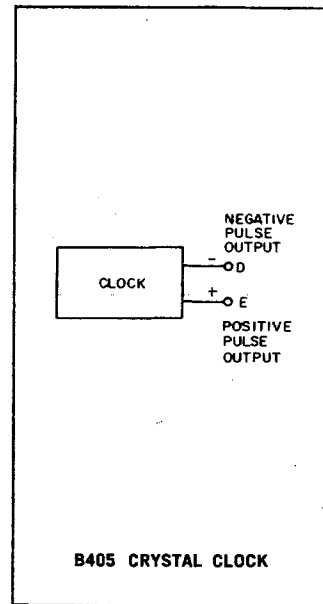 NEGATIVE
PULSE
OUTPUT
- D
CLOCK
+ E
POSITIVE
PULSE
OUTPUT
B405 CRYSTAL CLOCK